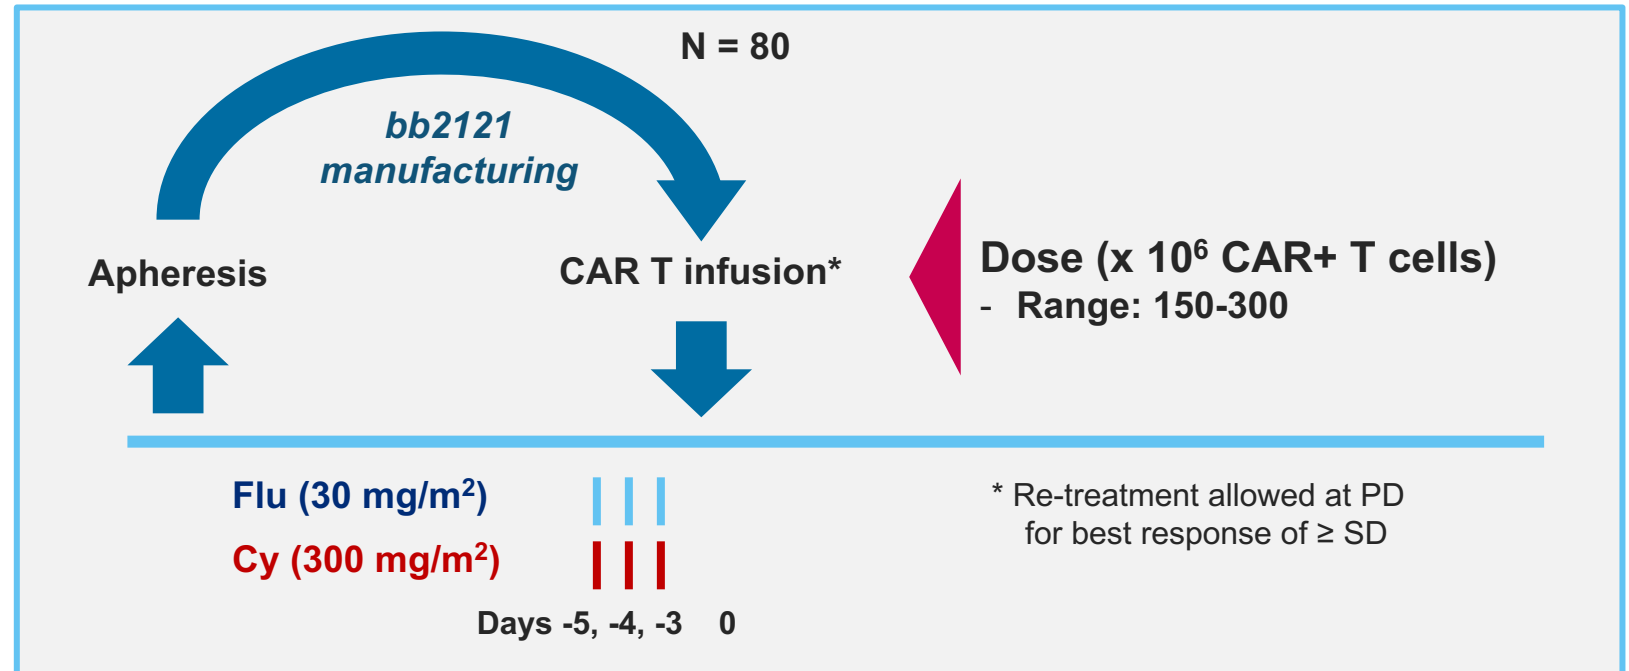 N = 80
bb2121
manufacturing
Apheresis
CAR T infusion*
Dose (x 10⁶ CAR+ T cells)
- Range: 150-300
Flu (30 mg/m²)
Cy (300 mg/m²)
Days -5, -4, -3 0
* Re-treatment allowed at PD
for best response of ≥ SD